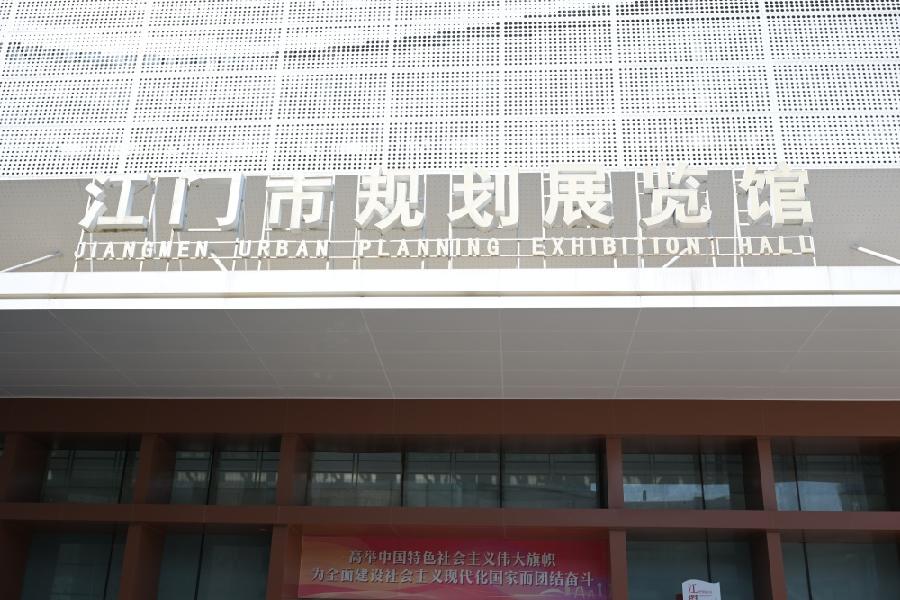 江门市规划展览馆
JIANGMEN URBAN PLANNING EXHIBITION HALL
高举中国特色社会主义伟大旗帜
为全面建设社会主义现代化国家而团结奋斗